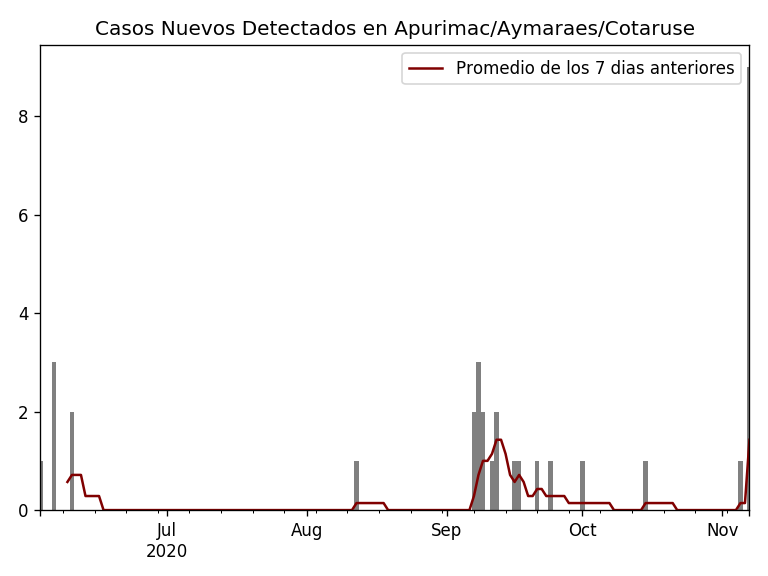 Casos Nuevos Detectados en Apurimac/Aymaraes/Cotaruse
Promedio de los 7 dias anteriores
8
6
4
2
0
Jul
2020
Aug
Sep
Oct
Nov